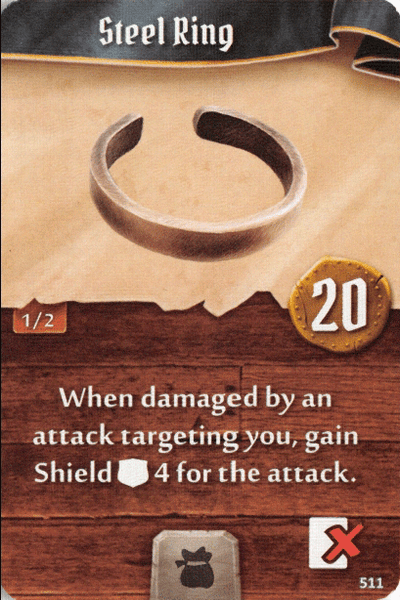 Steel Ring
1/2
20
When damaged by an
attack targeting you, gain
Shield 4 for the attack.
511